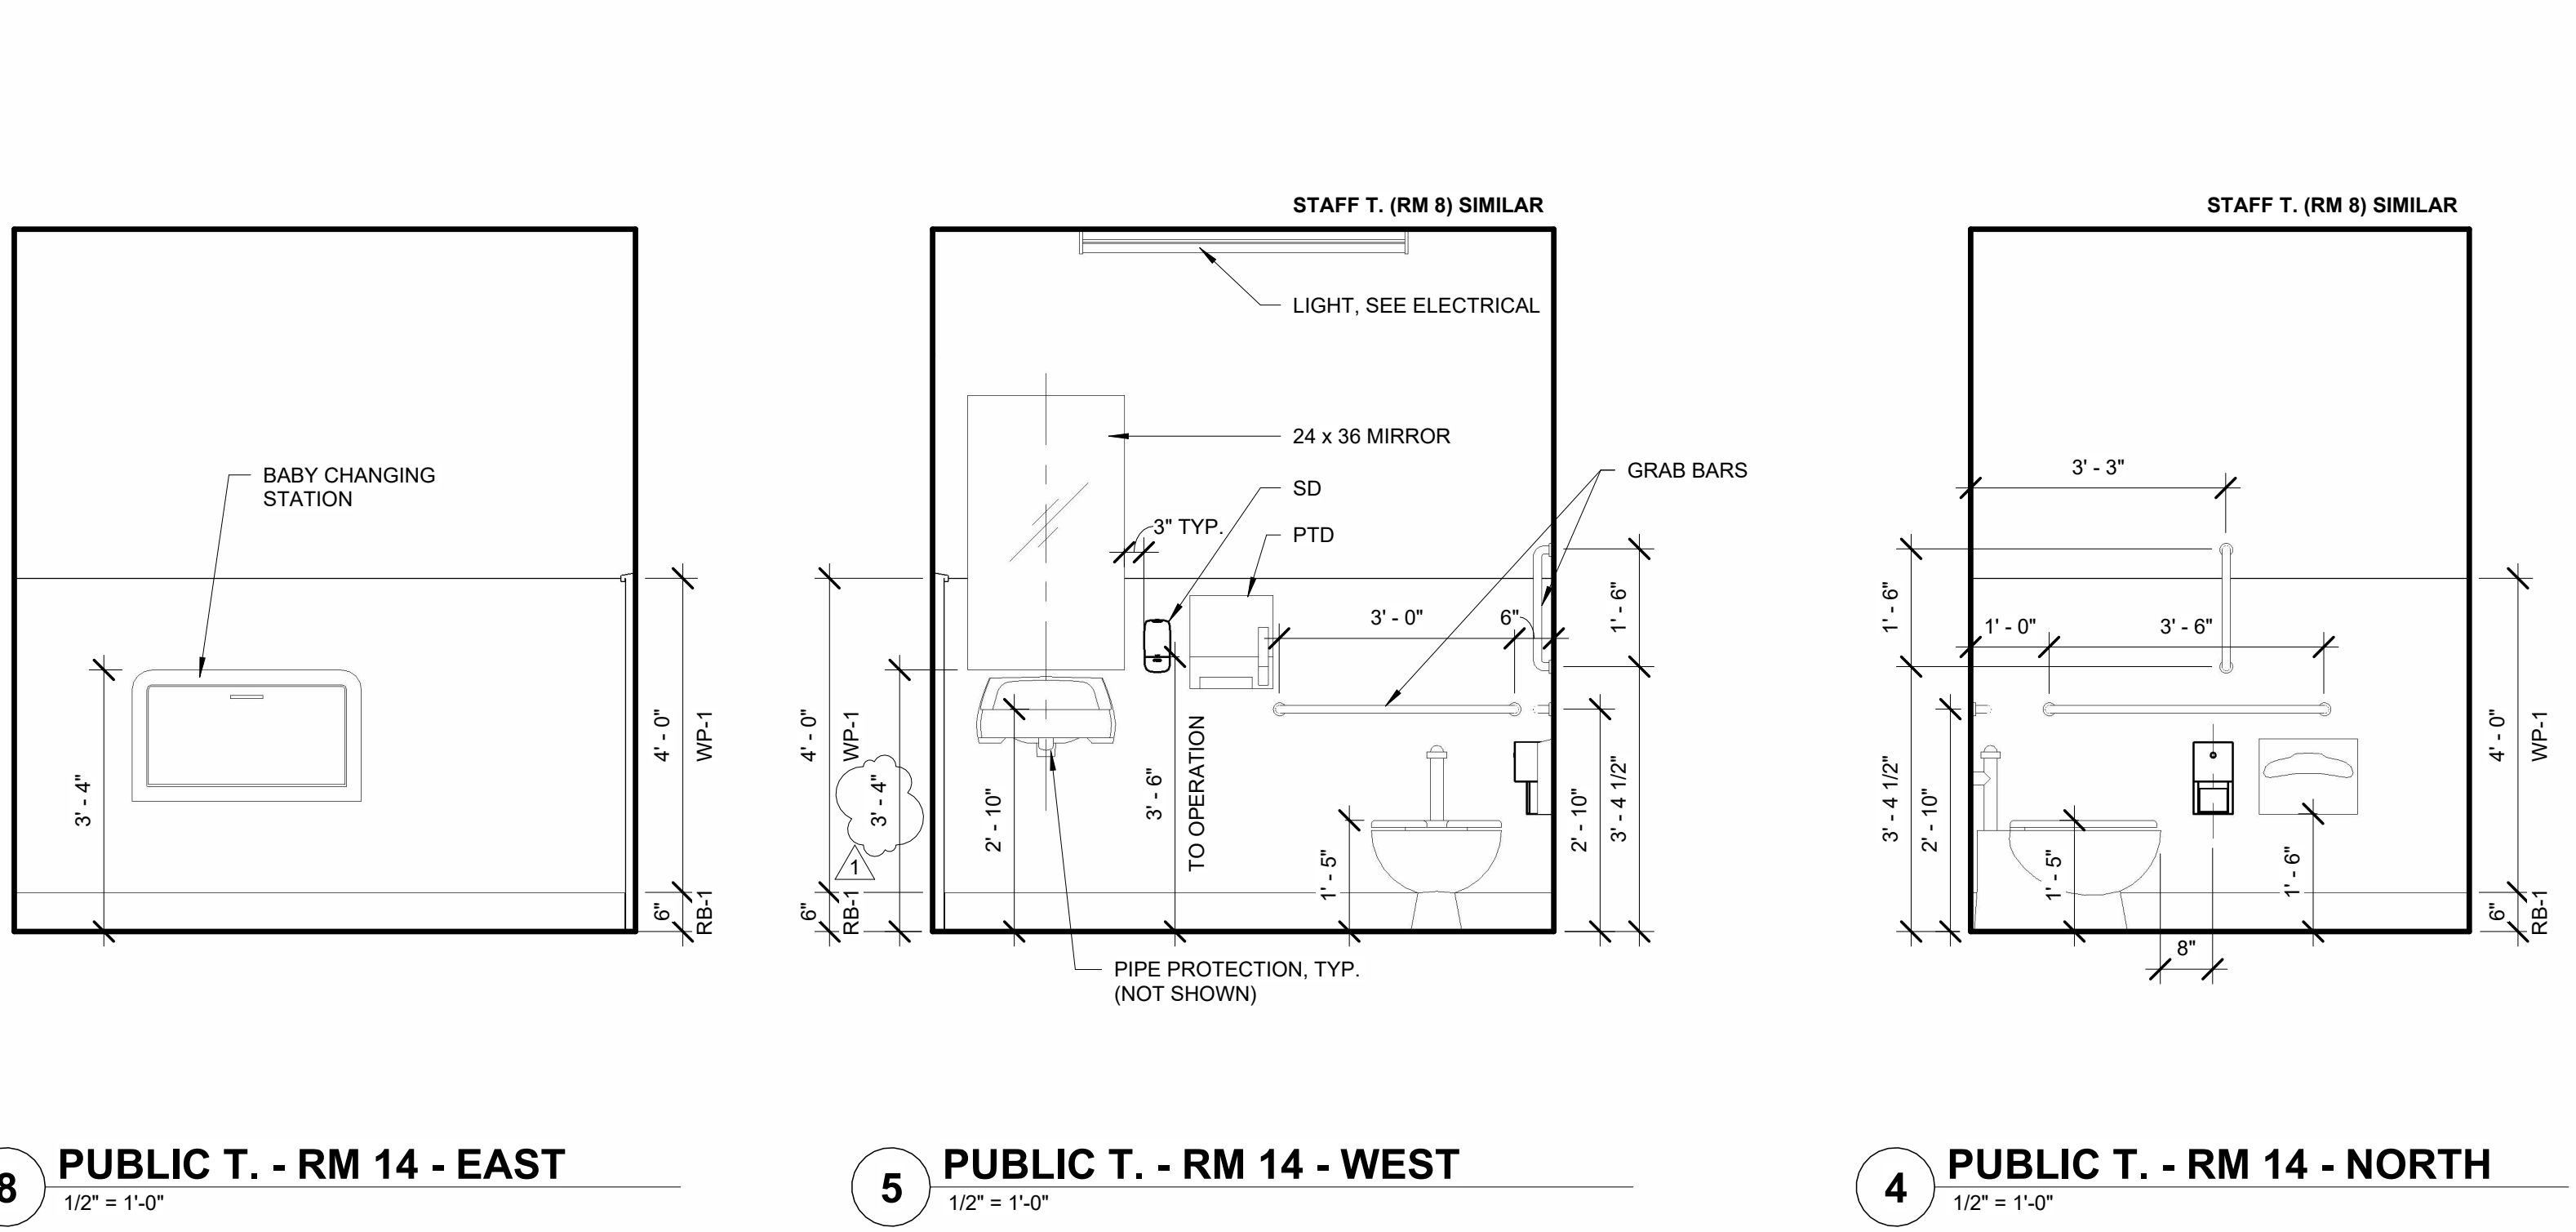 BABY CHANGING
STATION
3' - 4"
4' - 0"
WP-1
6"
RB-1
8
PUBLIC T. - RM 14 - EAST
1/2" = 1'-0"
STAFF T. (RM 8) SIMILAR
LIGHT, SEE ELECTRICAL
24 x 36 MIRROR
SD
3" TYP.
PTD
GRAB BARS
3' - 0"
6"
1' - 6"
4' - 0"
WP-1
3' - 4"
1
6"
RB-1
2' - 10"
3' - 6"
TO OPERATION
1' - 5"
2' - 10"
3' - 4 1/2"
PIPE PROTECTION, TYP.
(NOT SHOWN)
5
PUBLIC T. - RM 14 - WEST
1/2" = 1'-0"
STAFF T. (RM 8) SIMILAR
3' - 3"
1' - 6"
1' - 0"
3' - 6"
3' - 4 1/2"
2' - 10"
1' - 5"
1' - 6"
8"
4' - 0"
WP-1
6"
RB-1
4
PUBLIC T. - RM 14 - NORTH
1/2" = 1'-0"